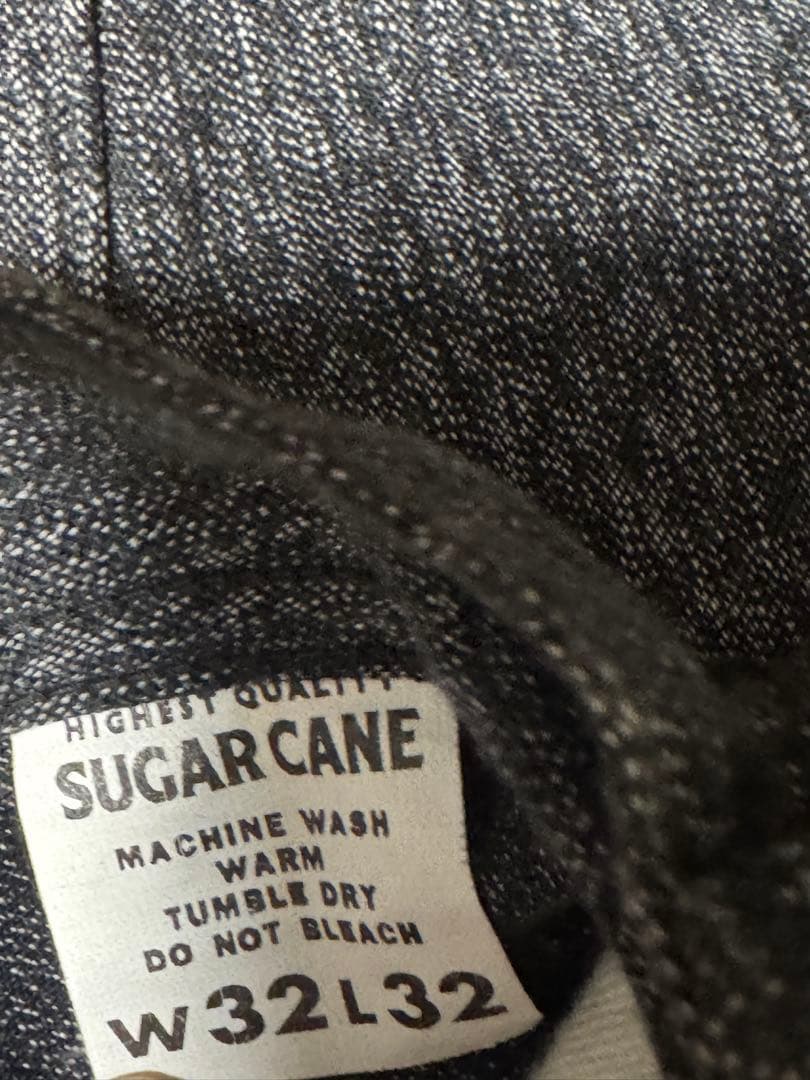 HIGHEST QUALITY
SUGAR CANE
MACHINE WASH
WARM
TUMBLE DRY
DO NOT BLEACH
W32L32